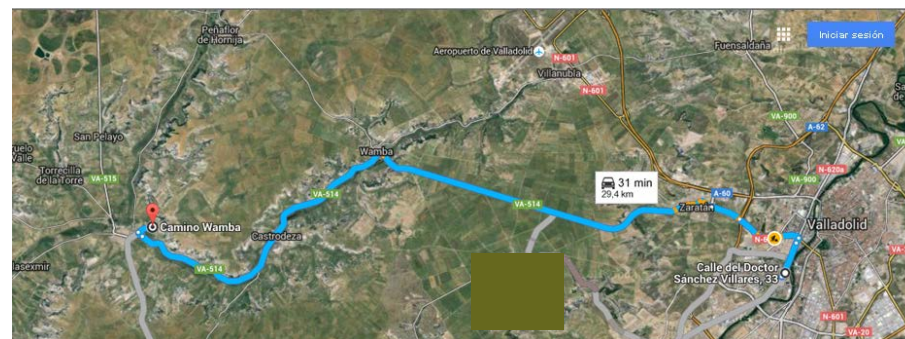 Peñaflor
de Hornija
Aeropuerto de Valladolid
N-601
Fuensaldaña
Iniciar sesión
Villanubla
N-601
VA-900
A-62
San Pelayo
Wamba
N-620a
Torrecilla
de la Torre
VA-515
VA-514
31 min
29,4 km
A-60
VA-900
VA-514
Zaratán
Camino Wamba
Castrodeza
Valladolid
VA-514
Calle del Doctor
Sánchez Villares, 33
N-601
VA-20